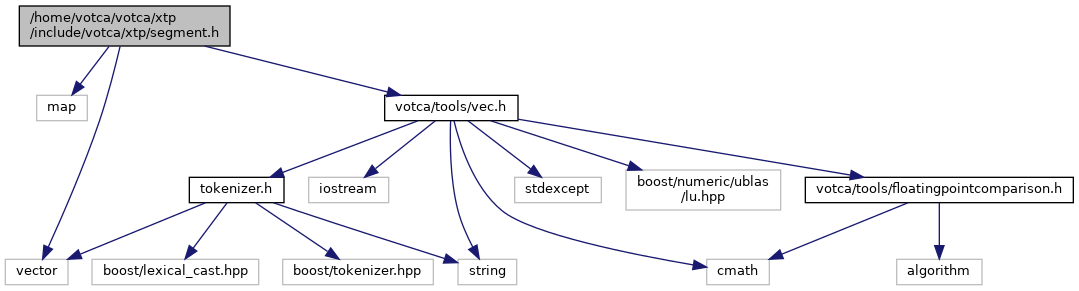 /home/votca/votca/xtp
/include/votca/xtp/segment.h
map
votca/tools/vec.h
tokenizer.h
iostream
stdexcept
boost/numeric/ublas
/lu.hpp
votca/tools/floatingpointcomparison.h
vector
boost/lexical_cast.hpp
boost/tokenizer.hpp
string
cmath
algorithm